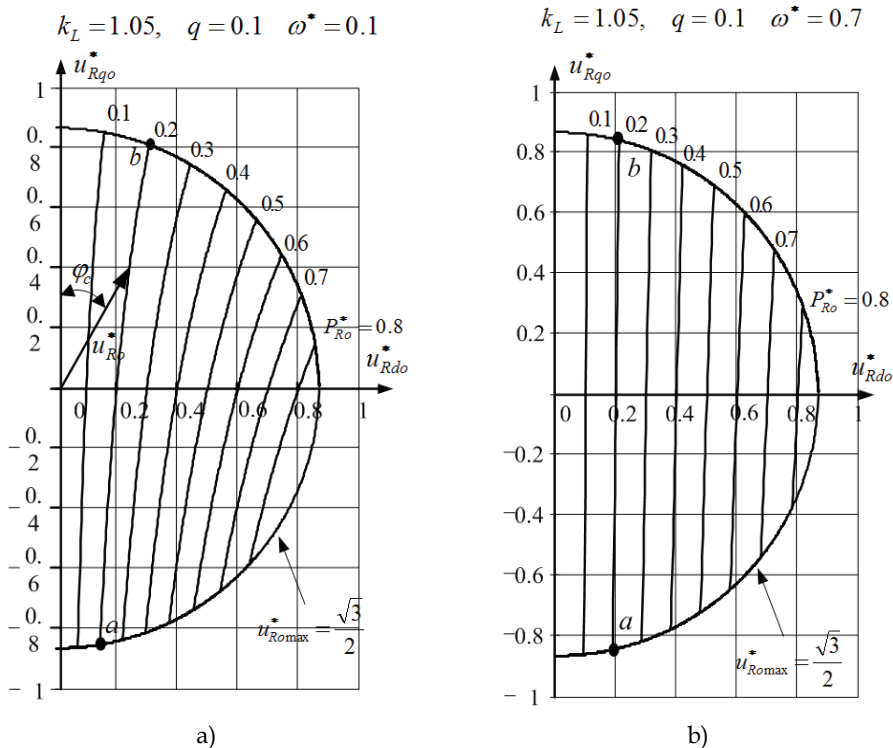 k_L = 1.05, q = 0.1 ω* = 0.1
u*_Rqo
1
0.8
0.6
0.4
0.2
0 0.2 0.4 0.6 0.8 1
−0.2
−0.4
−0.6
−0.8
−1
0.1
0.2
0.3
0.4
0.5
0.6
0.7
P*_Ro = 0.8
u*_Rdo
b
φ_c
u*_Ro
a
u*_Romax = √3/2
a)
k_L = 1.05, q = 0.1 ω* = 0.7
u*_Rqo
1
0.8
0.6
0.4
0.2
0 0.2 0.4 0.6 0.8 1
−0.2
−0.4
−0.6
−0.8
−1
0.1
0.2
0.3
0.4
0.5
0.6
0.7
P*_Ro = 0.8
u*_Rdo
b
a
u*_Romax = √3/2
b)